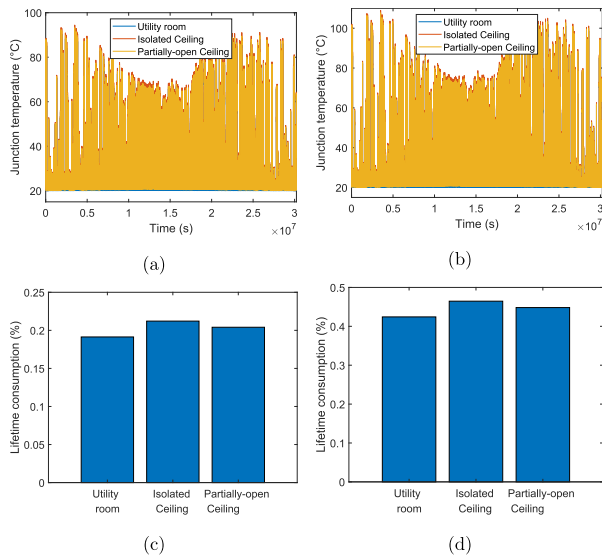 100
80
60
40
20
Junction temperature (°C)
Utility room
Isolated Ceiling
Partially-open Ceiling
0
0.5
1
1.5
2
2.5
3
Time (s)
×10⁷
(a)
100
80
60
40
20
Junction temperature (°C)
Utility room
Isolated Ceiling
Partially-open Ceiling
0
0.5
1
1.5
2
2.5
3
Time (s)
×10⁷
(b)
0.25
0.2
0.15
0.1
0.05
0
Lifetime consumption (%)
Utility room
Isolated Ceiling
Partially-open Ceiling
(c)
0.5
0.4
0.3
0.2
0.1
0
Lifetime consumption (%)
Utility room
Isolated Ceiling
Partially-open Ceiling
(d)